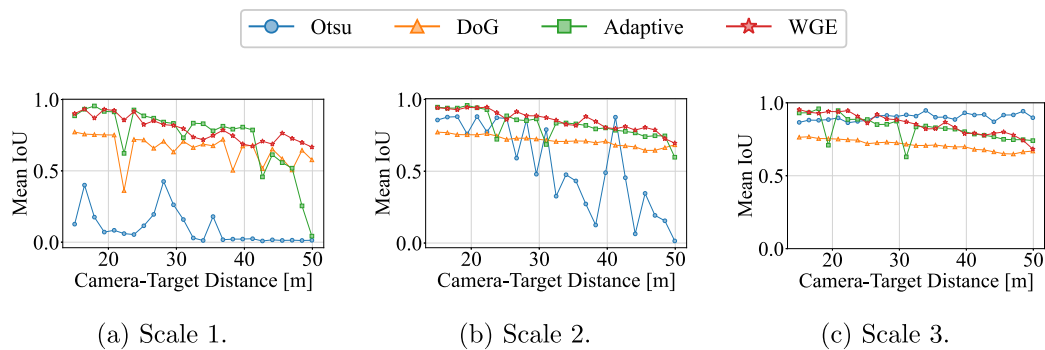 Otsu DoG Adaptive WGE
Mean IoU
1.0
0.5
0.0
20 30 40 50
Camera-Target Distance [m]
(a) Scale 1.
Mean IoU
1.0
0.5
0.0
20 30 40 50
Camera-Target Distance [m]
(b) Scale 2.
Mean IoU
1.0
0.5
0.0
20 30 40 50
Camera-Target Distance [m]
(c) Scale 3.